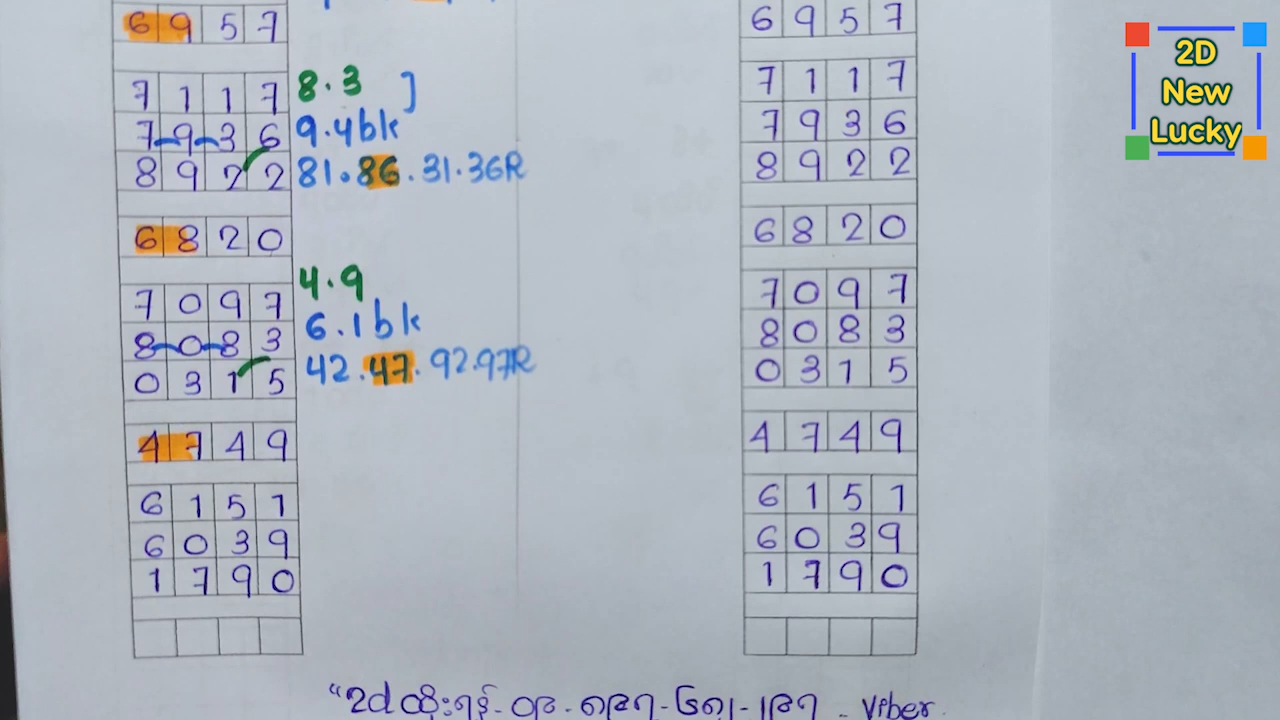 6 9 5 7
7 1 1 7 8.3 ]
7 9 3 6 9.4bk
8 9 2 2 81.86.31.36R
6 8 2 0
4.9
7 0 9 7
8 0 8 3 6.1bk
0 3 1 5 42.47.92.97R
4 7 4 9
6 1 5 1
6 0 3 9
1 7 9 0
6 9 5 7
7 1 1 7
7 9 3 6
8 9 2 2
6 8 2 0
7 0 9 7
8 0 8 3
0 3 1 5
4 7 4 9
6 1 5 1
6 0 3 9
1 7 9 0
"2d Viber
2D
New
Lucky